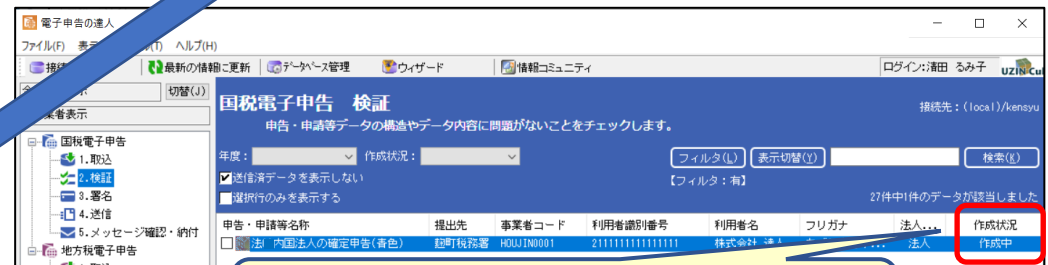 電子申告の達人
ファイル(F) 表 (T) ヘルプ(H)
接続 最新の情報に更新 データベース管理 ウィザード 情報コミュニティ ログイン:濱田 るみ子 UZIN Cu
切替(J)
業者表示
国税電子申告 検証
接続先:(local)/kensyu
申告・申請等データの構造やデータ内容に問題がないことをチェックします。
国税電子申告
1.取込
2.検証
3.署名
4.送信
5.メッセージ確認・納付
地方税電子申告
年度: 作成状況: フィルタ(L) 表示切替(Y) 検索(K)
送信済データを表示しない 【フィルタ:有】
選択行のみを表示する 27件中1件のデータが該当しました
申告・申請等名称 提出先 事業者コード 利用者識別番号 利用者名 フリガナ 法人... 作成状況
法 内国法人の確定申告(青色) 麹町税務署 HOUJIN0001 2111111111111111 株式会社 達人 法人 作成中